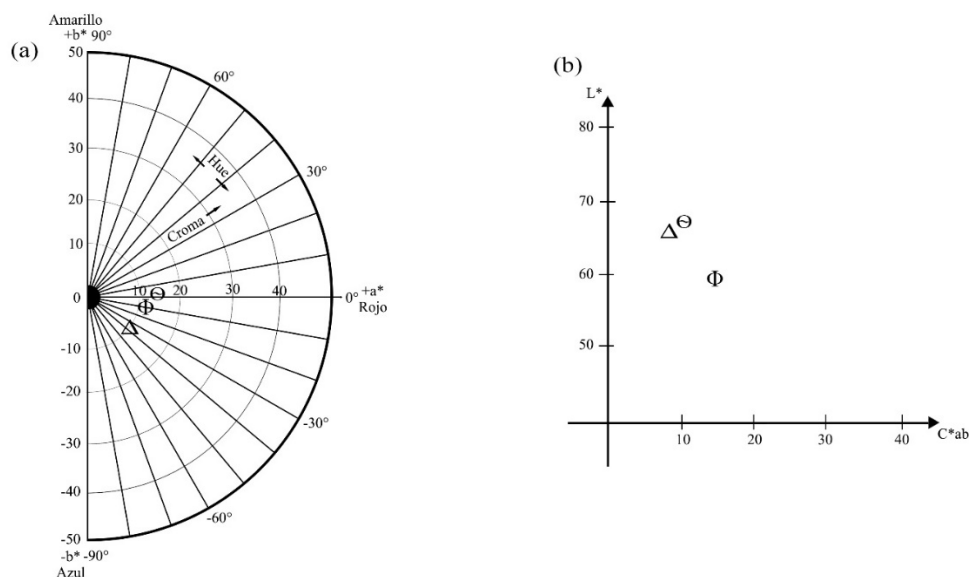 (a)
Amarillo
+b* 90°
50
40
30
20
10
0
-10
-20
-30
-40
-50
-b* -90°
Azul
60°
30°
Hue
Croma
10 20 30 40
0° +a*
Rojo
Θ
Φ
Δ
-30°
-60°
(b)
L*
80
70
60
50
Δ Θ
Φ
10 20 30 40
C*ab